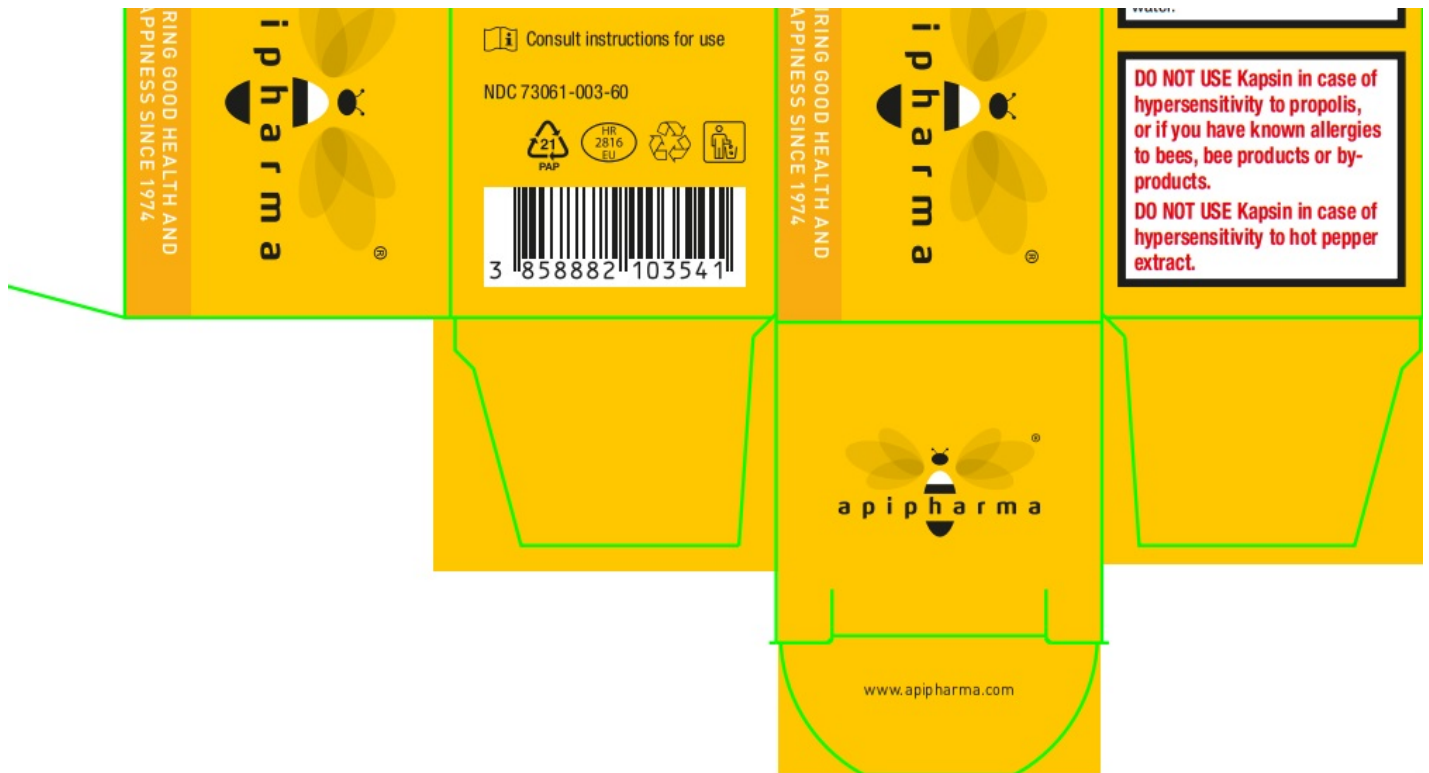 RING GOOD HEALTH AND
APPINESS SINCE 1974
ipharma
®
Consult instructions for use
NDC 73061-003-60
21
PAP
HR
2816
EU
3 858882 103541
RING GOOD HEALTH AND
APPINESS SINCE 1974
ipharma
®
water.
DO NOT USE Kapsin in case of
hypersensitivity to propolis,
or if you have known allergies
to bees, bee products or by-
products.
DO NOT USE Kapsin in case of
hypersensitivity to hot pepper
extract.
®
apipharma
www.apipharma.com